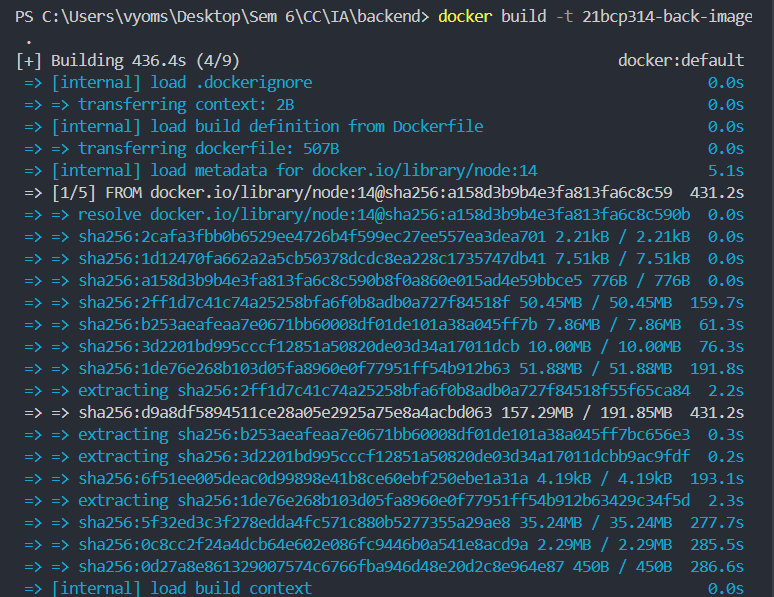 PS C:\Users\vyoms\Desktop\Sem 6\CC\IA\backend> docker build -t 21bcp314-back-image
.
[+] Building 436.4s (4/9) docker:default
=> [internal] load .dockerignore 0.0s
=> => transferring context: 2B 0.0s
=> [internal] load build definition from Dockerfile 0.0s
=> => transferring dockerfile: 507B 0.0s
=> [internal] load metadata for docker.io/library/node:14 5.1s
=> [1/5] FROM docker.io/library/node:14@sha256:a158d3b9b4e3fa813fa6c8c59 431.2s
=> => resolve docker.io/library/node:14@sha256:a158d3b9b4e3fa813fa6c8c590b 0.0s
=> => sha256:2cafa3fbb0b6529ee4726b4f599ec27ee557ea3dea701 2.21kB / 2.21kB 0.0s
=> => sha256:1d12470fa662a2a5cb50378dcdc8ea228c1735747db41 7.51kB / 7.51kB 0.0s
=> => sha256:a158d3b9b4e3fa813fa6c8c590b8f0a860e015ad4e59bbce5 776B / 776B 0.0s
=> => sha256:2ff1d7c41c74a25258bfa6f0b8adb0a727f84518f 50.45MB / 50.45MB 159.7s
=> => sha256:b253aeafeaa7e0671bb60008df01de101a38a045ff7b 7.86MB / 7.86MB 61.3s
=> => sha256:3d2201bd995cccf12851a50820de03d34a17011dcb 10.00MB / 10.00MB 76.3s
=> => sha256:1de76e268b103d05fa8960e0f77951ff54b912b63 51.88MB / 51.88MB 191.8s
=> => extracting sha256:2ff1d7c41c74a25258bfa6f0b8adb0a727f84518f55f65ca84 2.2s
=> => sha256:d9a8df5894511ce28a05e2925a75e8a4acbd063 157.29MB / 191.85MB 431.2s
=> => extracting sha256:b253aeafeaa7e0671bb60008df01de101a38a045ff7bc656e3 0.3s
=> => extracting sha256:3d2201bd995cccf12851a50820de03d34a17011dcbb9ac9fdf 0.2s
=> => sha256:6f51ee005deac0d99898e41b8ce60ebf250ebe1a31a 4.19kB / 4.19kB 193.1s
=> => extracting sha256:1de76e268b103d05fa8960e0f77951ff54b912b63429c34f5d 2.3s
=> => sha256:5f32ed3c3f278edda4fc571c880b5277355a29ae8 35.24MB / 35.24MB 277.7s
=> => sha256:0c8cc2f24a4dcb64e602e086fc9446b0a541e8acd9a 2.29MB / 2.29MB 285.5s
=> => sha256:0d27a8e861329007574c6766fba946d48e20d2c8e964e87 450B / 450B 286.6s
=> [internal] load build context 0.0s